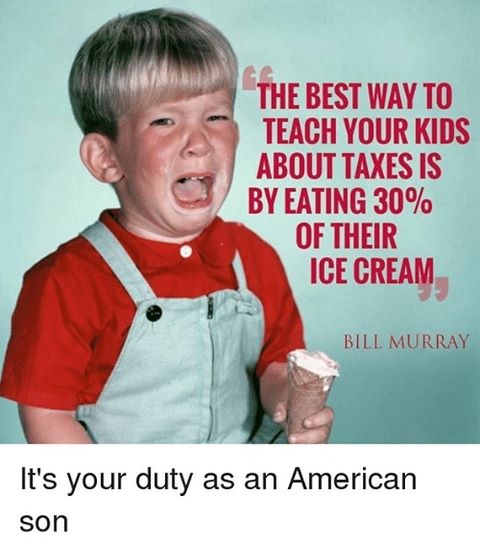 “THE BEST WAY TO
TEACH YOUR KIDS
ABOUT TAXES IS
BY EATING 30%
OF THEIR
ICE CREAM”
BILL MURRAY
It's your duty as an American
son